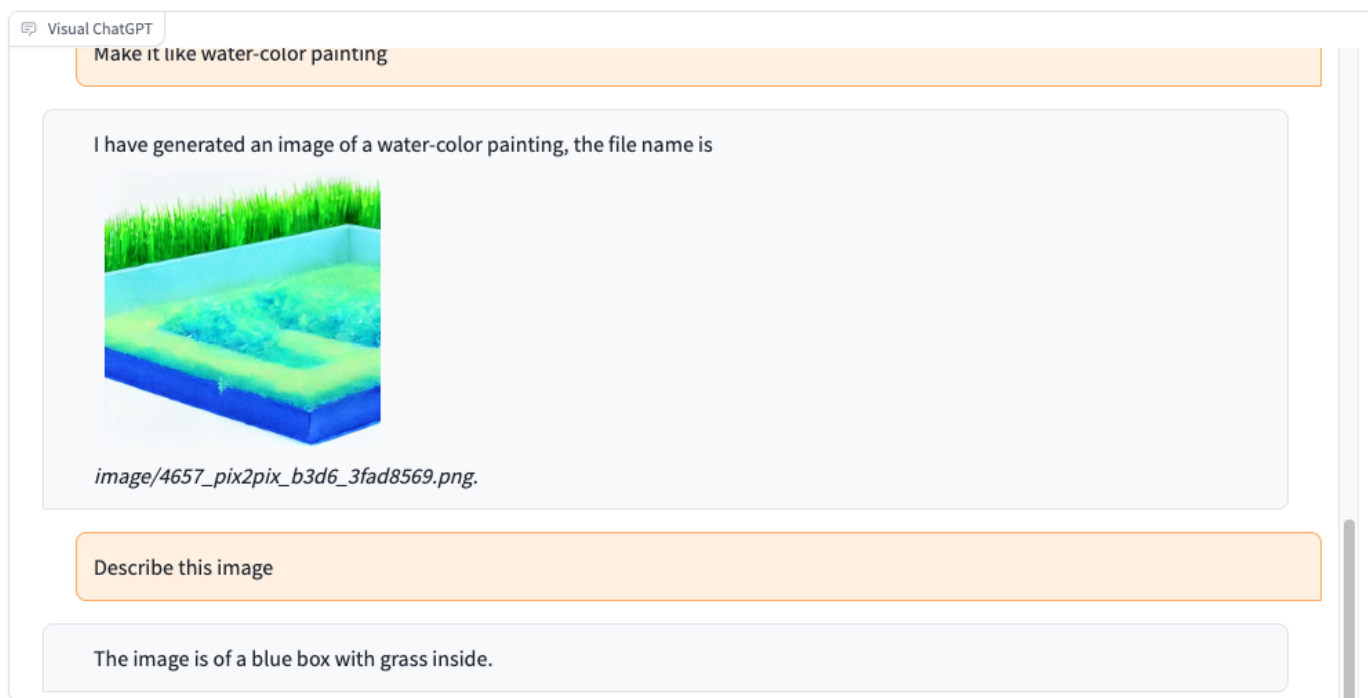 Visual ChatGPT
Make it like water-color painting
I have generated an image of a water-color painting, the file name is
image/4657_pix2pix_b3d6_3fad8569.png.
Describe this image
The image is of a blue box with grass inside.